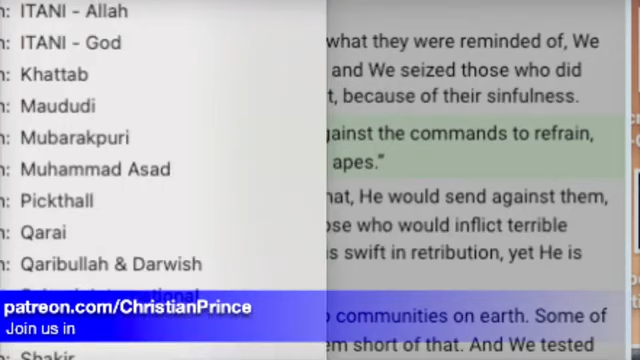 n: ITANI - Allah
n: ITANI - God
n: Khattab
n: Maududi
n: Mubarakpuri
n: Muhammad Asad
n: Pickthall
n: Qarai
n: Qaribullah & Darwish
n: Shakir
what they were reminded of, We
and We seized those who did
t, because of their sinfulness.
gainst the commands to refrain,
apes."
hat, He would send against them,
ose who would inflict terrible
s swift in retribution, yet He is
o communities on earth. Some of
em short of that. And We tested
patreon.com/ChristianPrince
Join us in